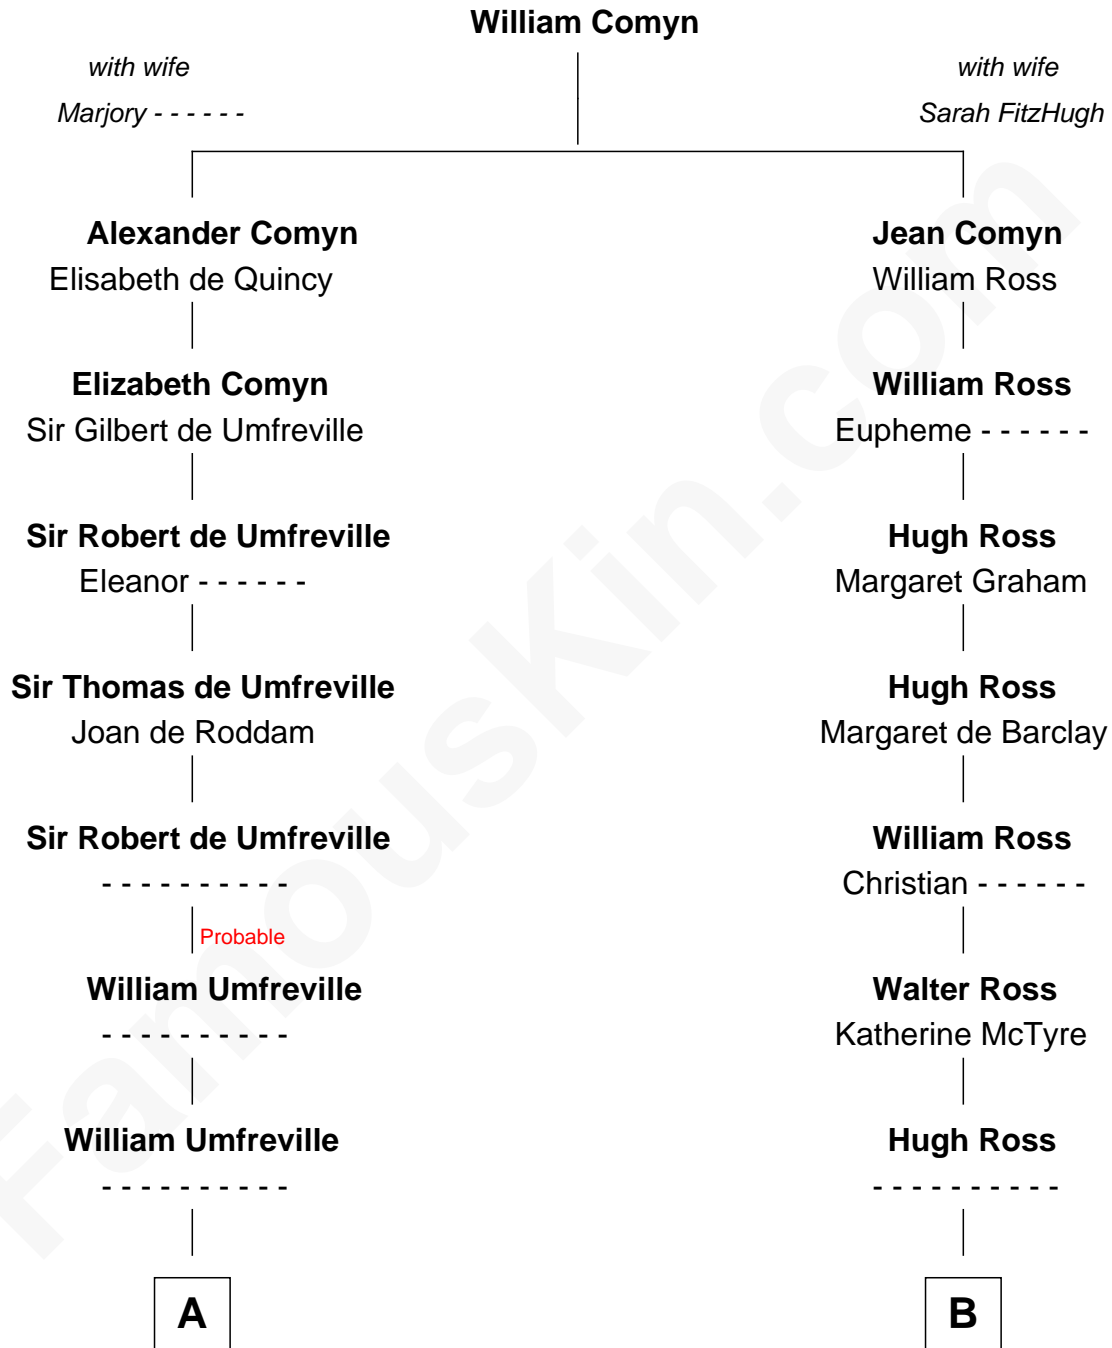 William Comyn
with wife
Marjory - - - - - -
with wife
Sarah FitzHugh
Alexander Comyn
Elisabeth de Quincy
Jean Comyn
William Ross
Elizabeth Comyn
Sir Gilbert de Umfreville
William Ross
Eupheme - - - - - -
Sir Robert de Umfreville
Eleanor - - - - - -
Hugh Ross
Margaret Graham
Sir Thomas de Umfreville
Joan de Roddam
Hugh Ross
Margaret de Barclay
Sir Robert de Umfreville
- - - - - - - - - -
William Ross
Christian - - - - - -
Probable
William Umfreville
- - - - - - - - - -
Walter Ross
Katherine McTyre
William Umfreville
- - - - - - - - - -
Hugh Ross
- - - - - - - - - -
A
B
FamousKin.com